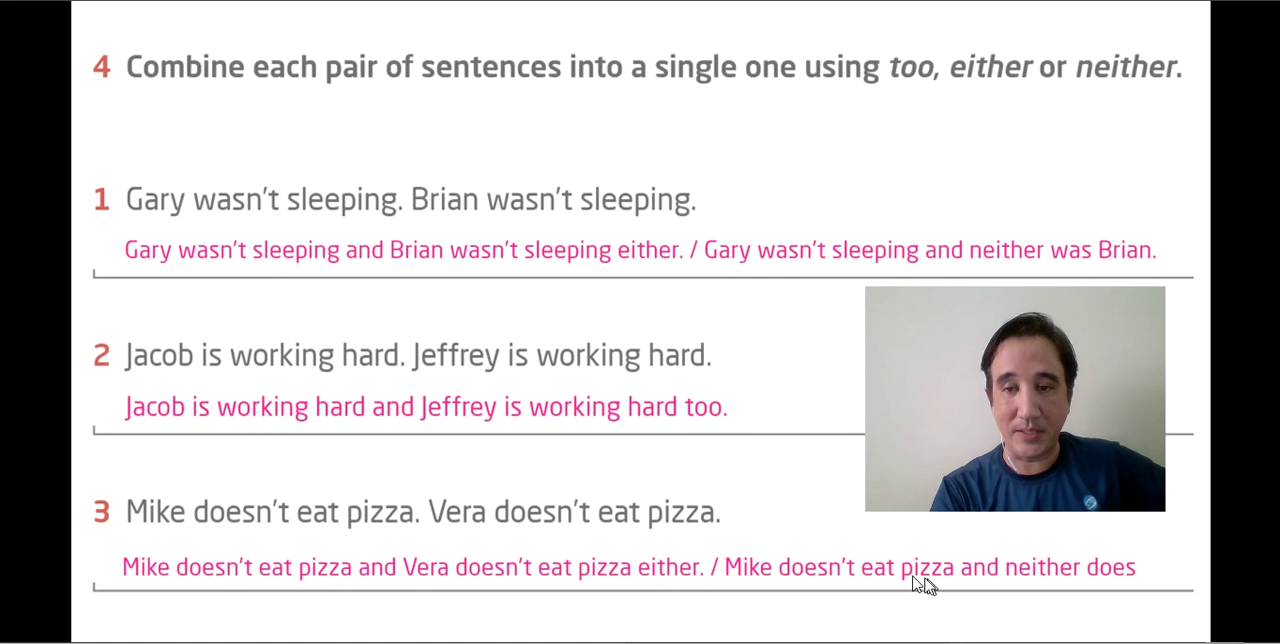 4 Combine each pair of sentences into a single one using too, either or neither.
1 Gary wasn't sleeping. Brian wasn't sleeping.
Gary wasn't sleeping and Brian wasn't sleeping either. / Gary wasn't sleeping and neither was Brian.
2 Jacob is working hard. Jeffrey is working hard.
Jacob is working hard and Jeffrey is working hard too.
3 Mike doesn't eat pizza. Vera doesn't eat pizza.
Mike doesn't eat pizza and Vera doesn't eat pizza either. / Mike doesn't eat pizza and neither does